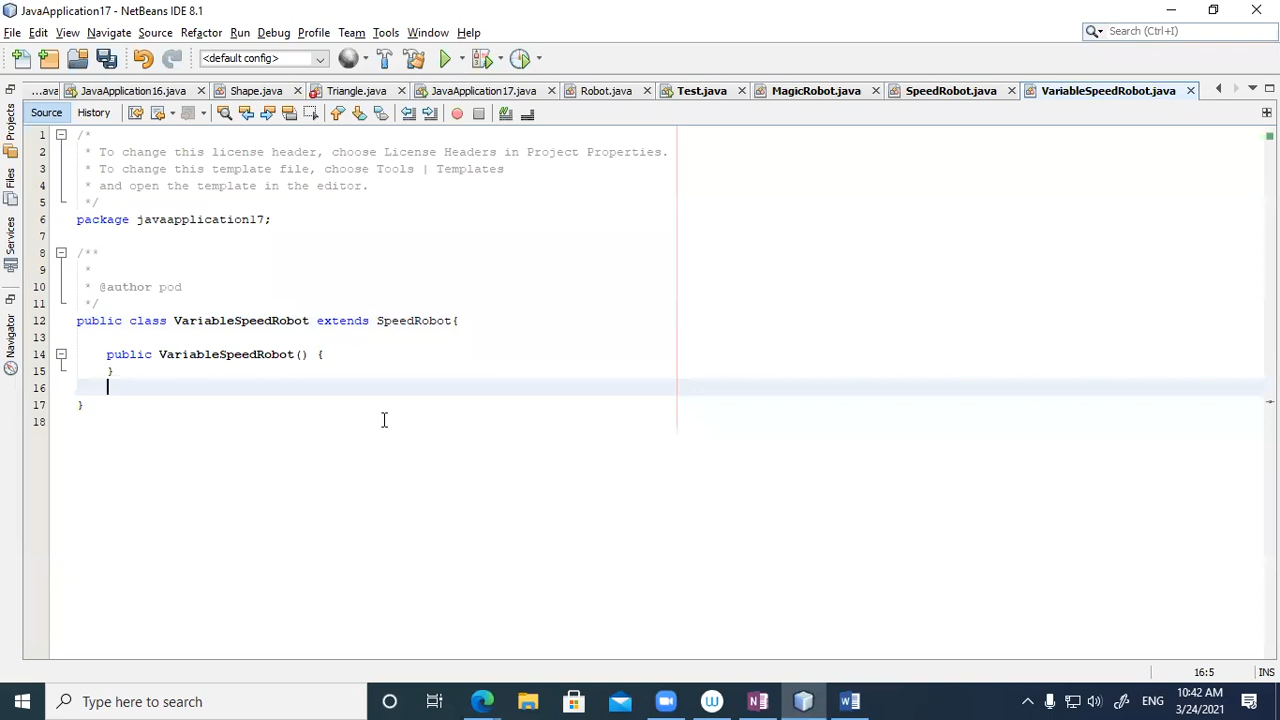 JavaApplication17 - NetBeans IDE 8.1
File Edit View Navigate Source Refactor Run Debug Profile Team Tools Window Help
Search (Ctrl+I)
<default config>
...ava JavaApplication16.java Shape.java Triangle.java JavaApplication17.java Robot.java Test.java MagicRobot.java SpeedRobot.java VariableSpeedRobot.java
Source History
Projects
Files
Services
Navigator
1 /*
2 * To change this license header, choose License Headers in Project Properties.
3 * To change this template file, choose Tools | Templates
4 * and open the template in the editor.
5 */
6 package javaapplication17;
7
8 /**
9 *
10 * @author pod
11 */
12 public class VariableSpeedRobot extends SpeedRobot{
13
14 public VariableSpeedRobot() {
15 }
16
17 }
18
16:5 INS
Type here to search
ENG
10:42 AM
3/24/2021